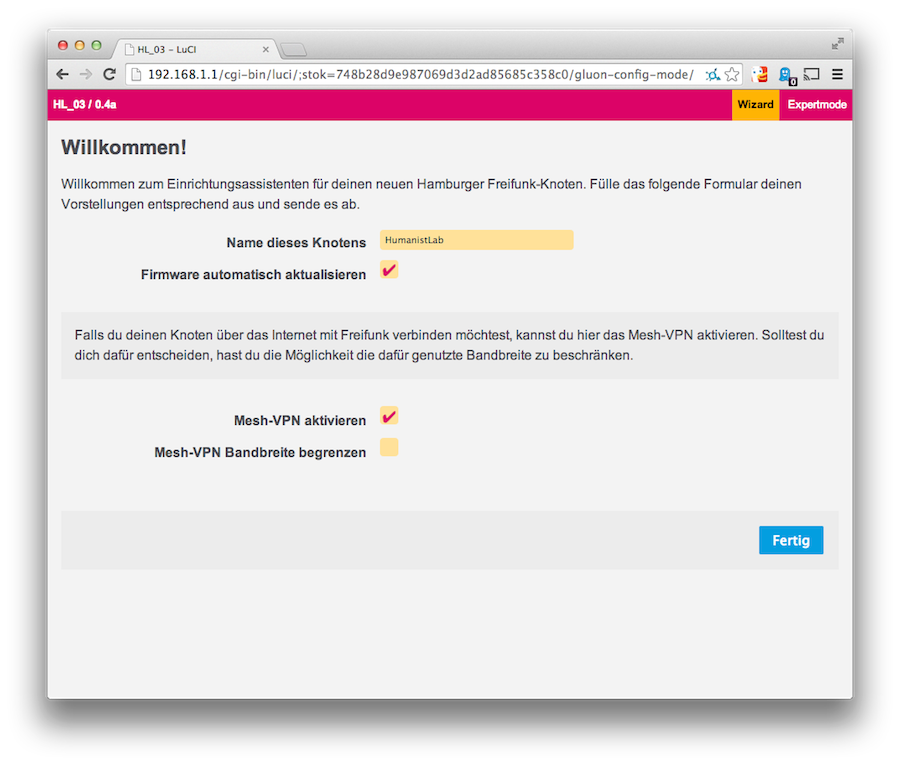 HL_03 – LuCI
192.168.1.1/cgi-bin/luci/;stok=748b28d9e987069d3d2ad85685c358c0/gluon-config-mode/
0
HL_03 / 0.4a Wizard Expertmode
Willkommen!
Willkommen zum Einrichtungsassistenten für deinen neuen Hamburger Freifunk-Knoten. Fülle das folgende Formular deinen
Vorstellungen entsprechend aus und sende es ab.
Name dieses Knotens HumanistLab
Firmware automatisch aktualisieren
Falls du deinen Knoten über das Internet mit Freifunk verbinden möchtest, kannst du hier das Mesh-VPN aktivieren. Solltest du
dich dafür entscheiden, hast du die Möglichkeit die dafür genutzte Bandbreite zu beschränken.
Mesh-VPN aktivieren
Mesh-VPN Bandbreite begrenzen
Fertig